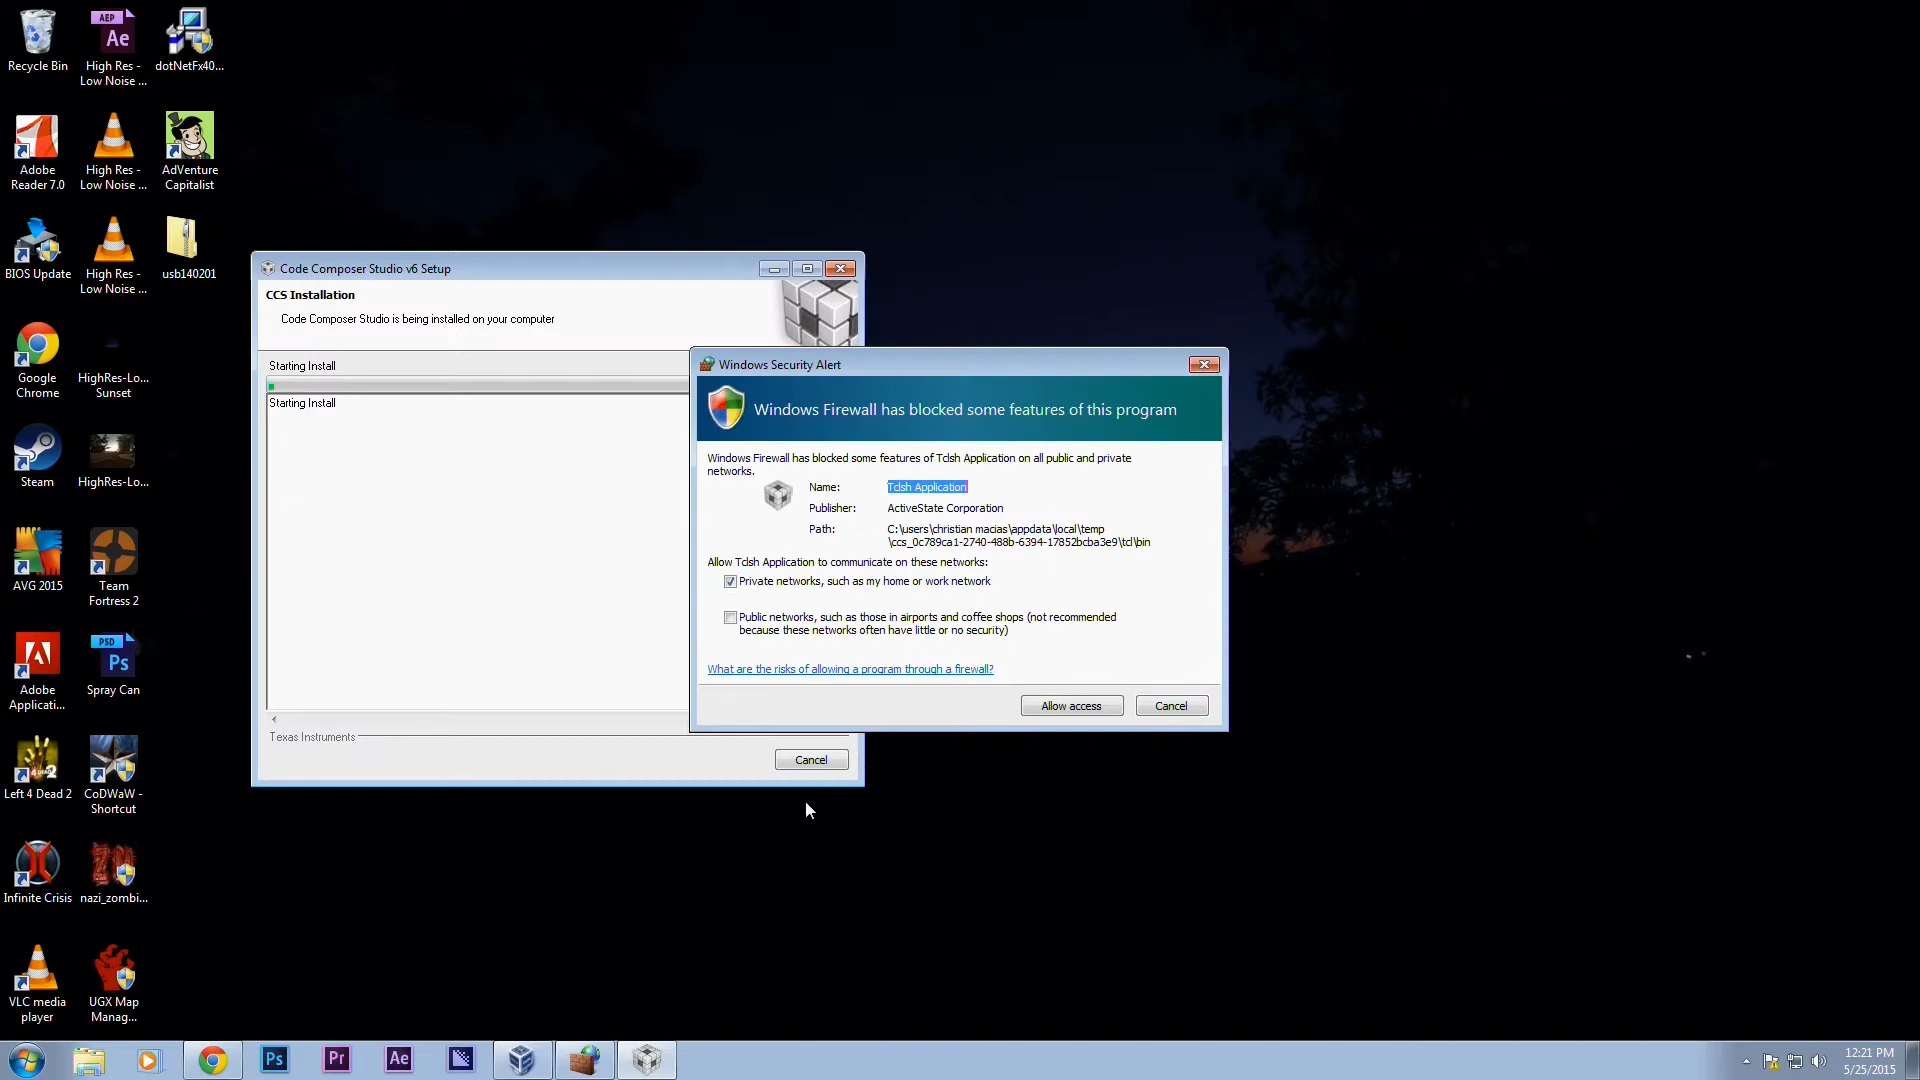 Recycle Bin
AEP
Ae
High Res -
Low Noise ...
dotNetFx40...
Adobe
Reader 7.0
High Res -
Low Noise ...
AdVenture
Capitalist
BIOS Update
High Res -
Low Noise ...
usb140201
Google
Chrome
HighRes-Lo...
Sunset
Steam
HighRes-Lo...
AVG 2015
Team
Fortress 2
Adobe
Applicati...
PSD
Ps
Spray Can
Left 4 Dead 2
CoDWaW -
Shortcut
Infinite Crisis
nazi_zombi...
VLC media
player
UGX Map
Manag...
Code Composer Studio v6 Setup
CCS Installation
Code Composer Studio is being installed on your computer
Starting Install
Starting Install
Texas Instruments
Cancel
Windows Security Alert
Windows Firewall has blocked some features of this program
Windows Firewall has blocked some features of Tclsh Application on all public and private
networks.
Name: Tclsh Application
Publisher: ActiveState Corporation
Path: C:\users\christian macias\appdata\local\temp
\ccs_0c789ca1-2740-488b-6394-17852bcba3e9\tcl\bin
Allow Tclsh Application to communicate on these networks:
Private networks, such as my home or work network
Public networks, such as those in airports and coffee shops (not recommended
because these networks often have little or no security)
What are the risks of allowing a program through a firewall?
Allow access
Cancel
Ps
Pr
Ae
12:21 PM
5/25/2015